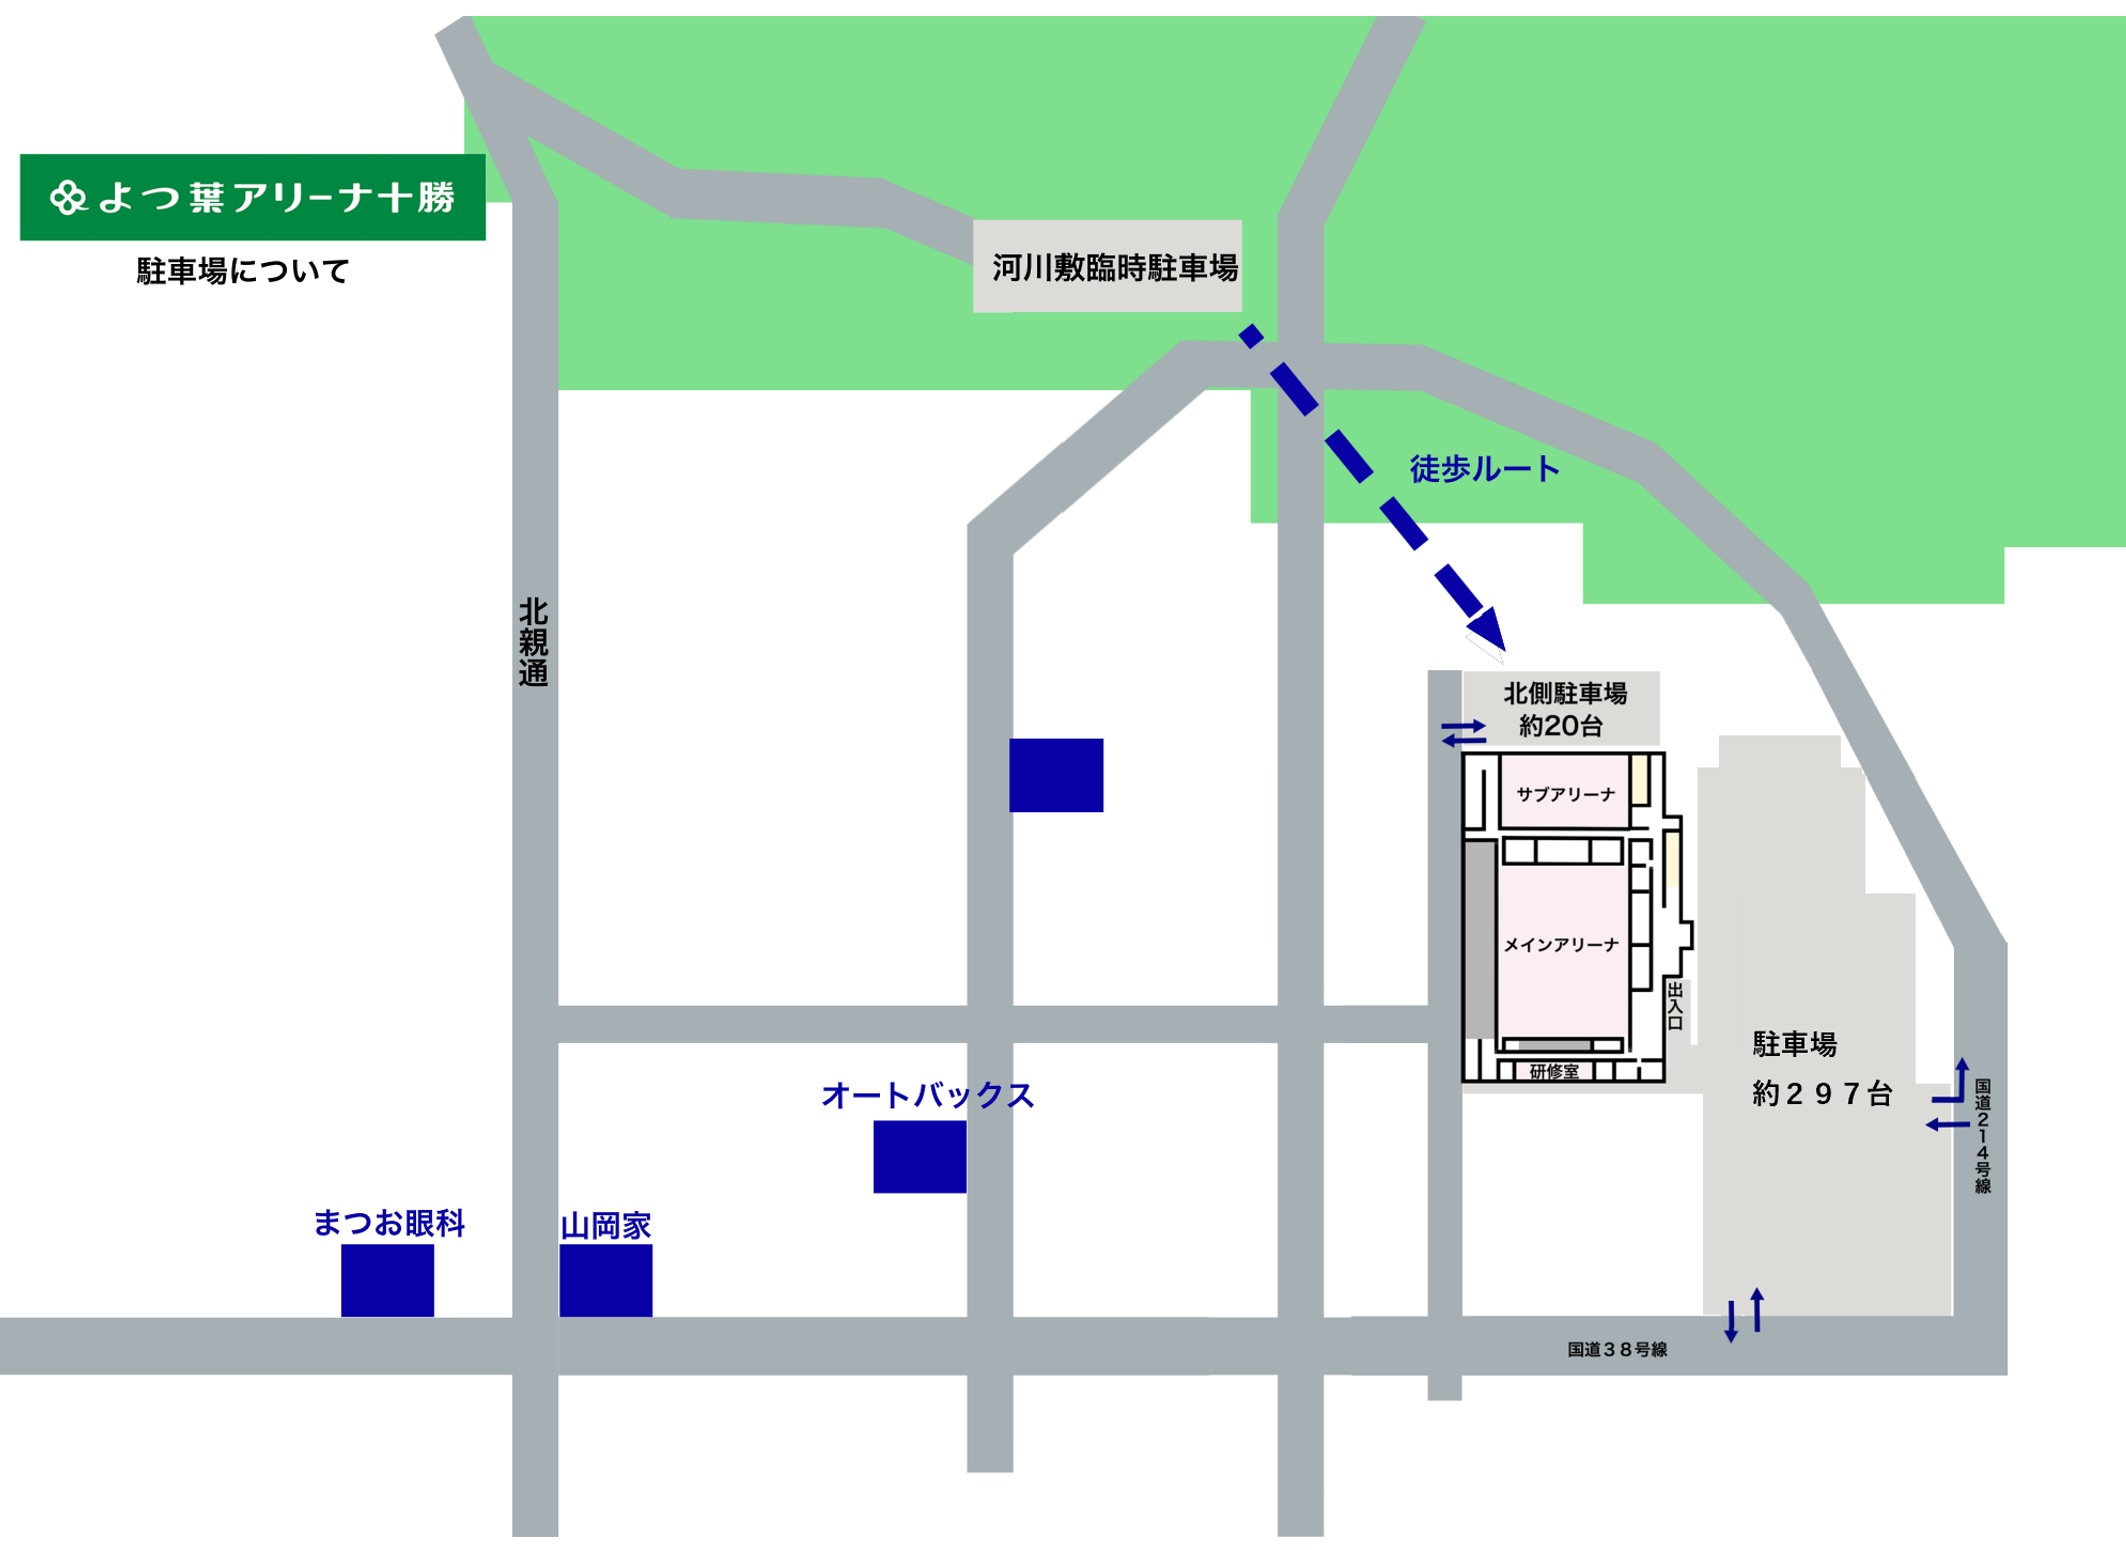 よつ葉アリーナ十勝
駐車場について
河川敷臨時駐車場
徒歩ルート
北親通
北側駐車場
約20台
サブアリーナ
メインアリーナ
出入口
研修室
駐車場
約２９７台
国道214号線
オートバックス
まつお眼科
山岡家
国道３８号線